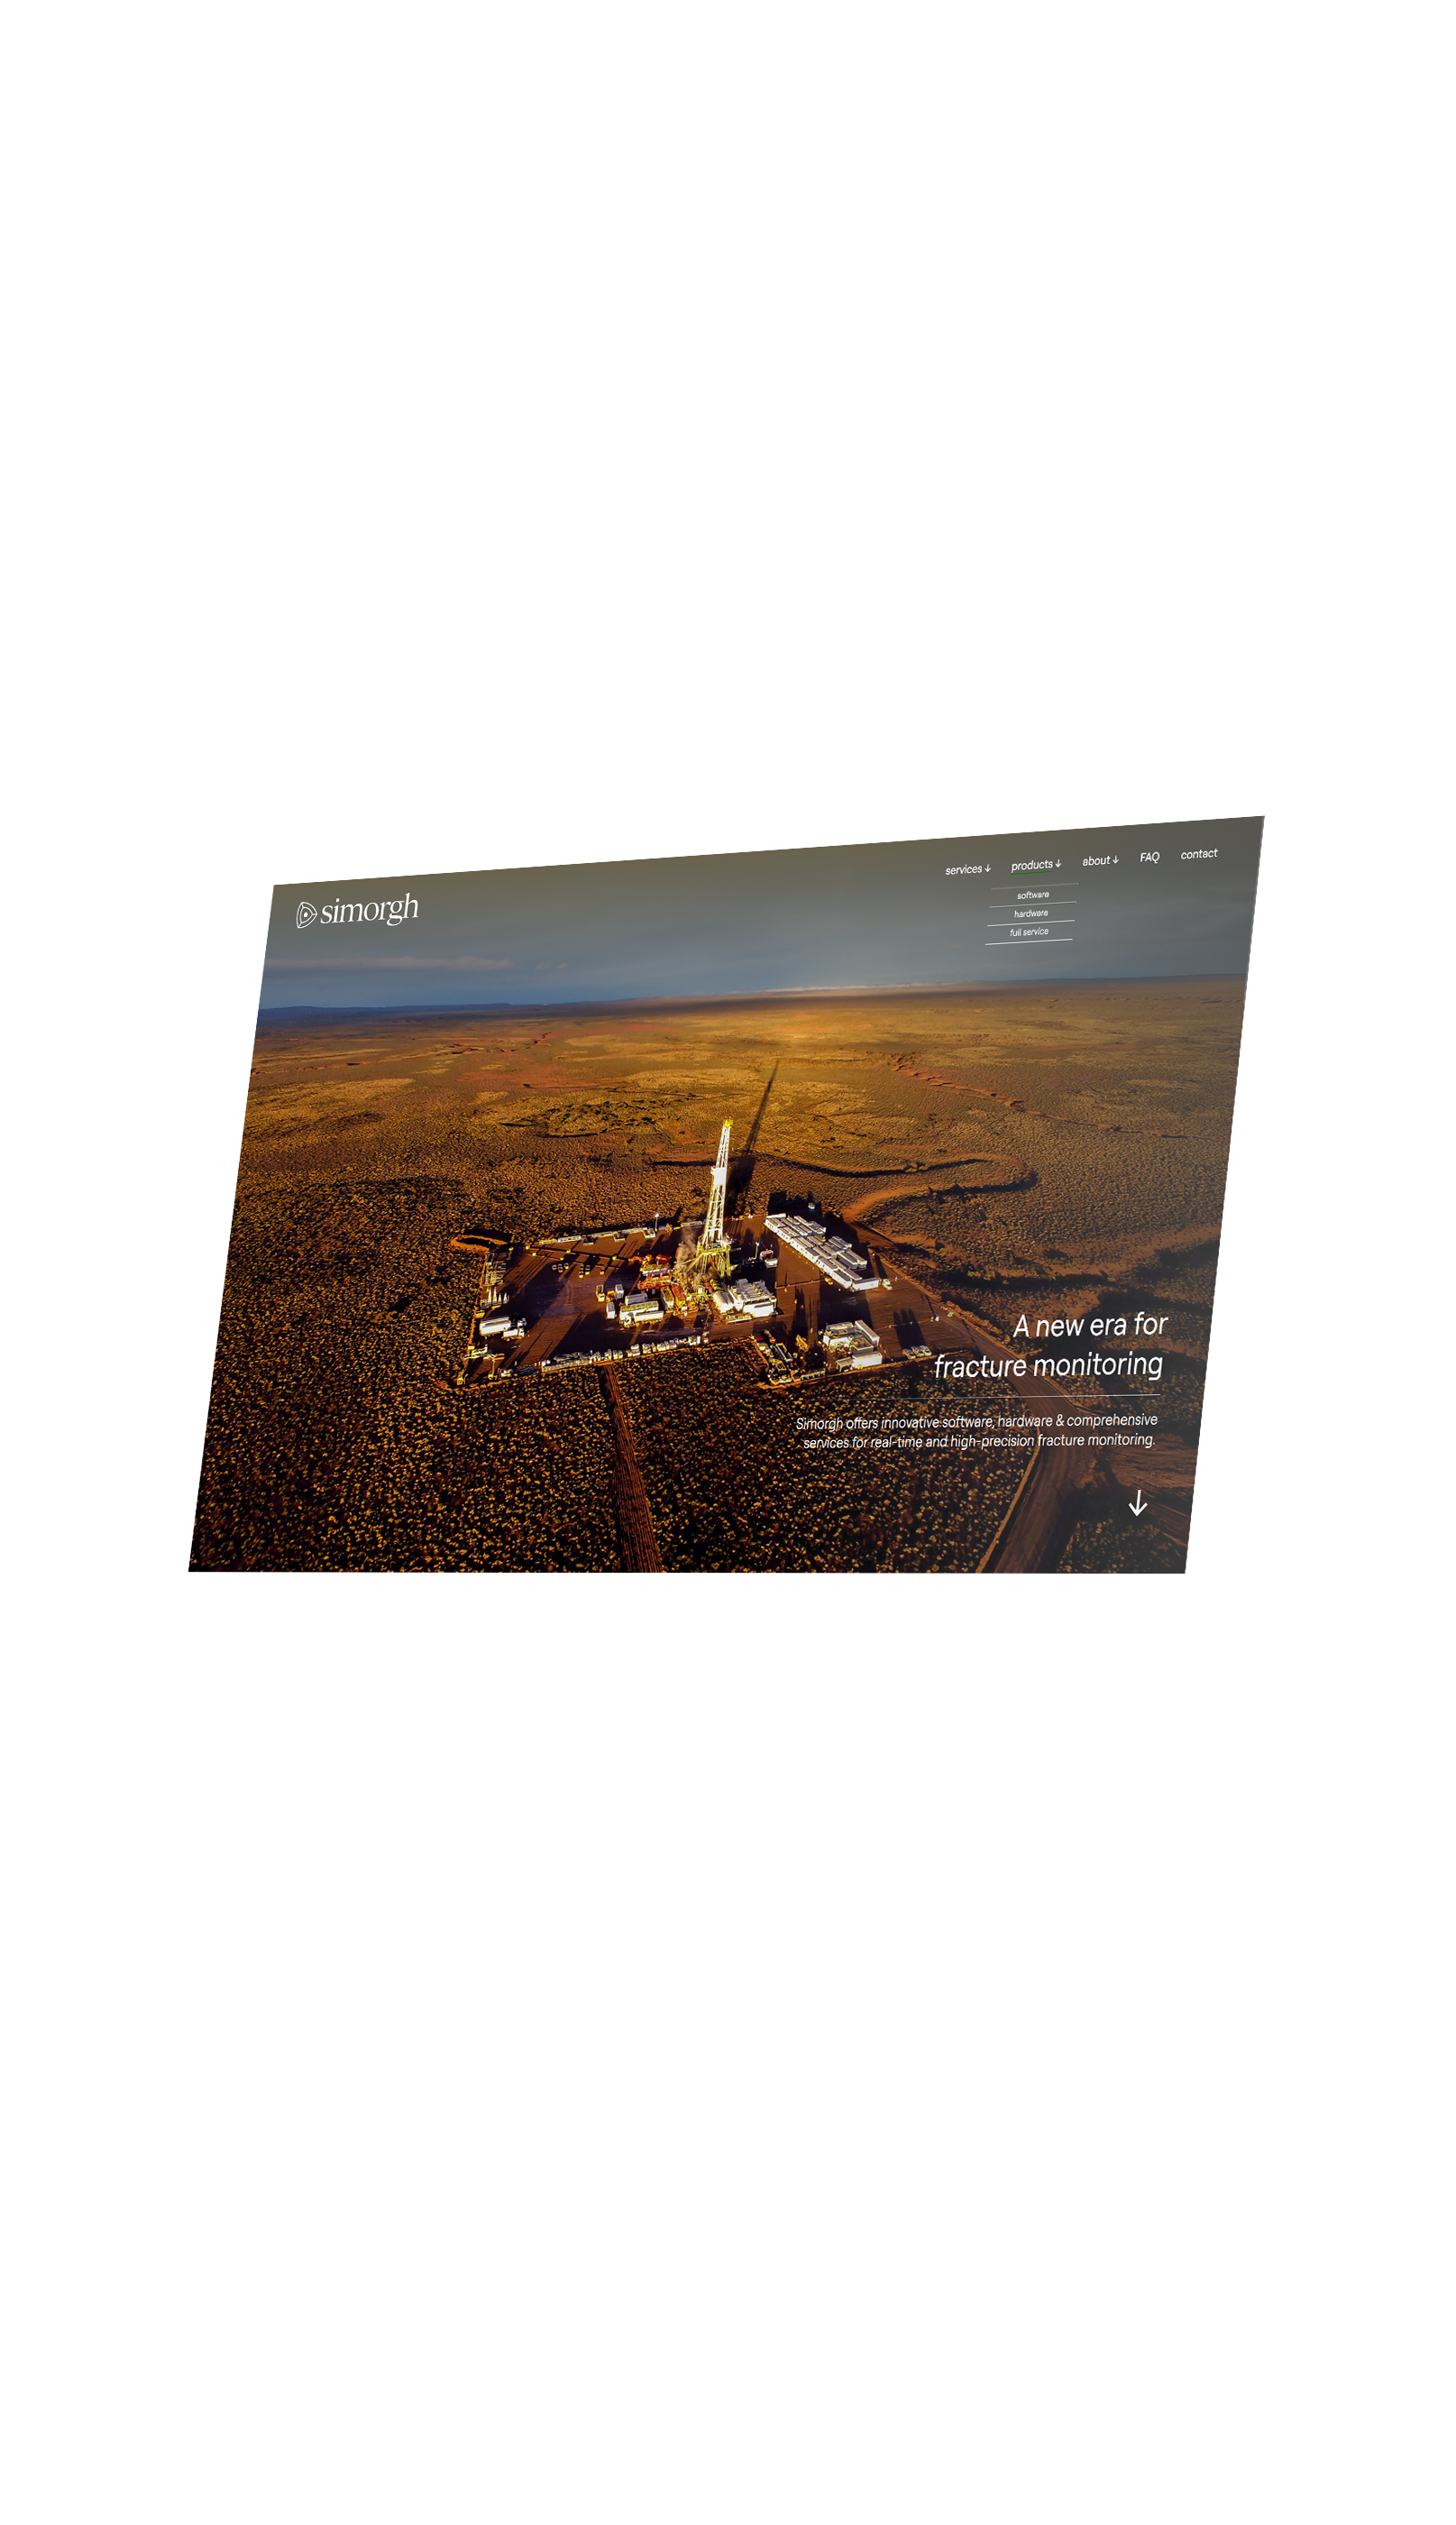 simorgh
services ↓ products ↓ about ↓ FAQ contact
software
hardware
full service
A new era for
fracture monitoring
Simorgh offers innovative software, hardware & comprehensive
services for real-time and high-precision fracture monitoring.